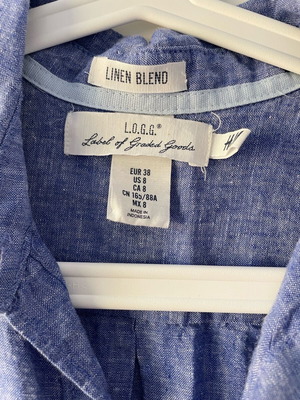 LINEN BLEND
L.O.G.G.®
Label of Graded Goods
EUR 38
US 8
CA 8
CN 165/88A
MX 8
MADE IN
INDONESIA